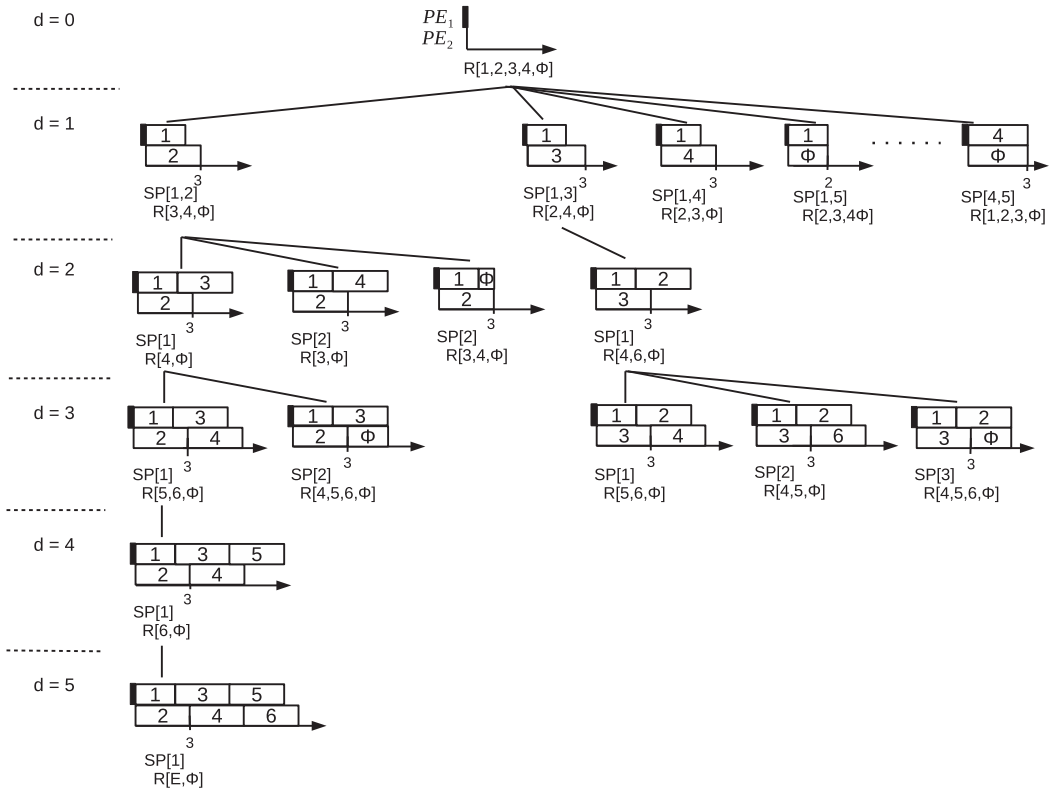 d = 0
PE1
PE2
R[1,2,3,4,Φ]
d = 1
1
2
3
SP[1,2]
R[3,4,Φ]
1
3
3
SP[1,3]
R[2,4,Φ]
1
4
3
SP[1,4]
R[2,3,Φ]
1
Φ
2
SP[1,5]
R[2,3,4Φ]
. . . . . .
4
Φ
3
SP[4,5]
R[1,2,3,Φ]
d = 2
1 3
2
3
SP[1]
R[4,Φ]
1 4
2
3
SP[2]
R[3,Φ]
1 Φ
2
3
SP[2]
R[3,4,Φ]
1 2
3
3
SP[1]
R[4,6,Φ]
d = 3
1 3
2 4
3
SP[1]
R[5,6,Φ]
1 3
2 Φ
3
SP[2]
R[4,5,6,Φ]
1 2
3 4
3
SP[1]
R[5,6,Φ]
1 2
3 6
3
SP[2]
R[4,5,Φ]
1 2
3 Φ
3
SP[3]
R[4,5,6,Φ]
d = 4
1 3 5
2 4
3
SP[1]
R[6,Φ]
d = 5
1 3 5
2 4 6
3
SP[1]
R[E,Φ]